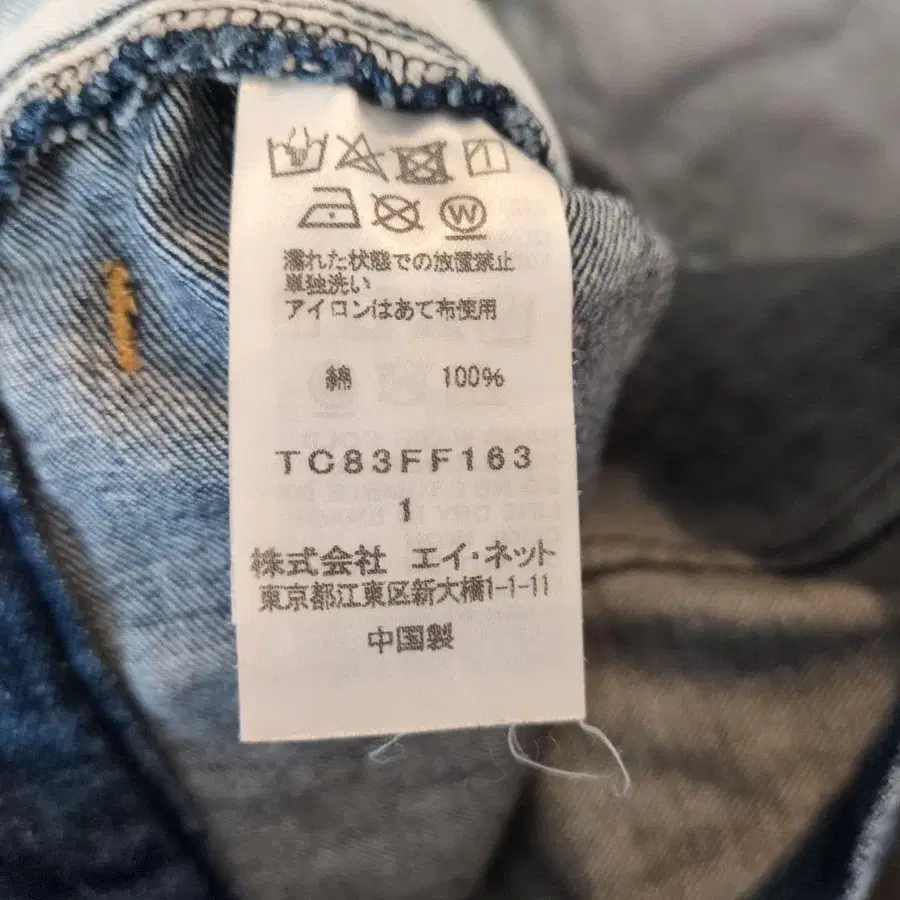 W
濡れた状態での放置禁止
単独洗い
アイロンはあて布使用
綿 100%
TC83FF163
1
株式会社 エイ・ネット
東京都江東区新大橋1-1-11
中国製